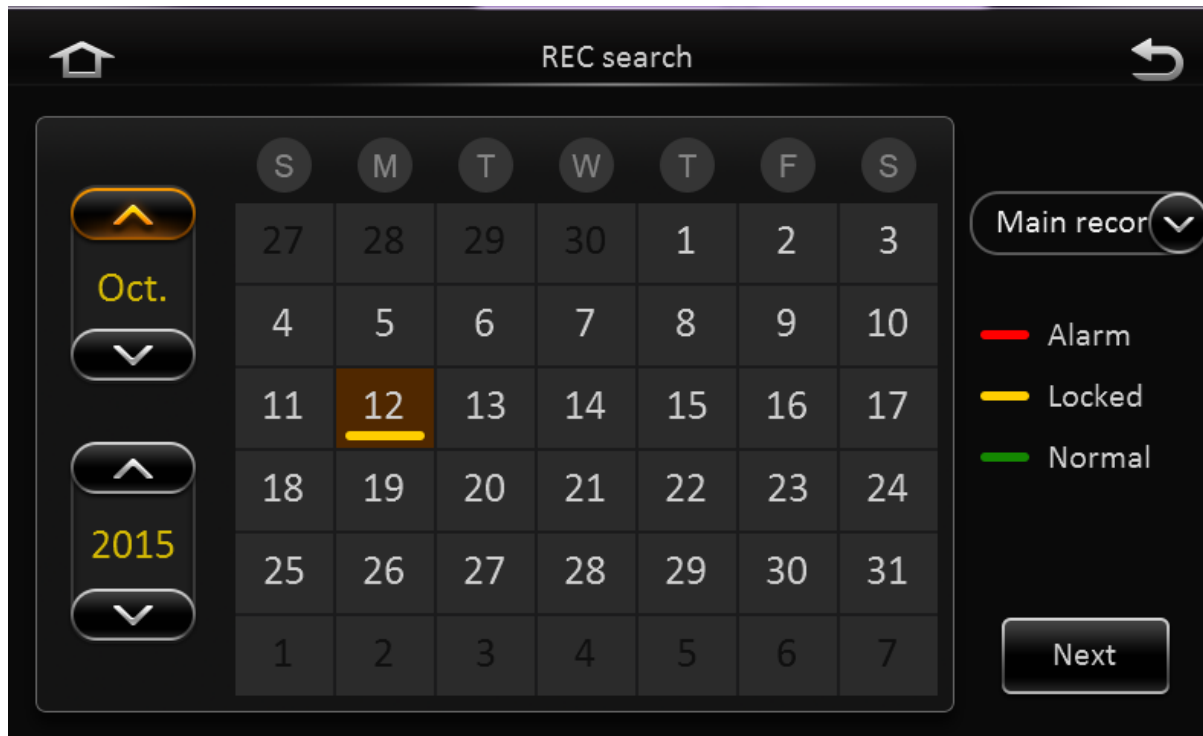 REC search
S M T W T F S
27 28 29 30 1 2 3
Oct.
4 5 6 7 8 9 10
11 12 13 14 15 16 17
18 19 20 21 22 23 24
2015
25 26 27 28 29 30 31
1 2 3 4 5 6 7
Main recor
Alarm
Locked
Normal
Next